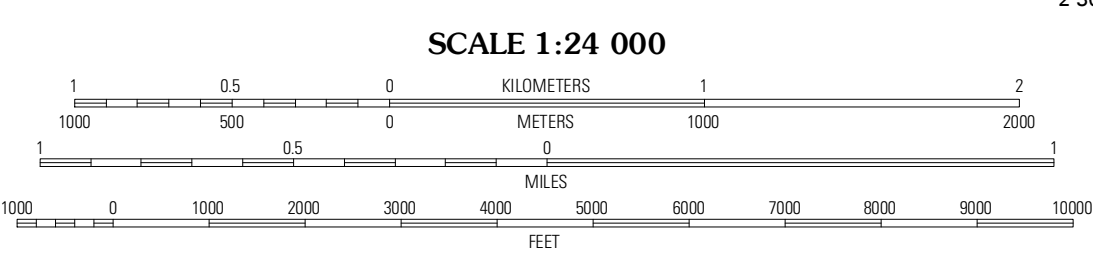 SCALE 1:24 000
1 0.5 0 KILOMETERS 1 2
1000 500 0 METERS 1000 2000
1 0.5 0 1
MILES
1000 0 1000 2000 3000 4000 5000 6000 7000 8000 9000 10000
FEET